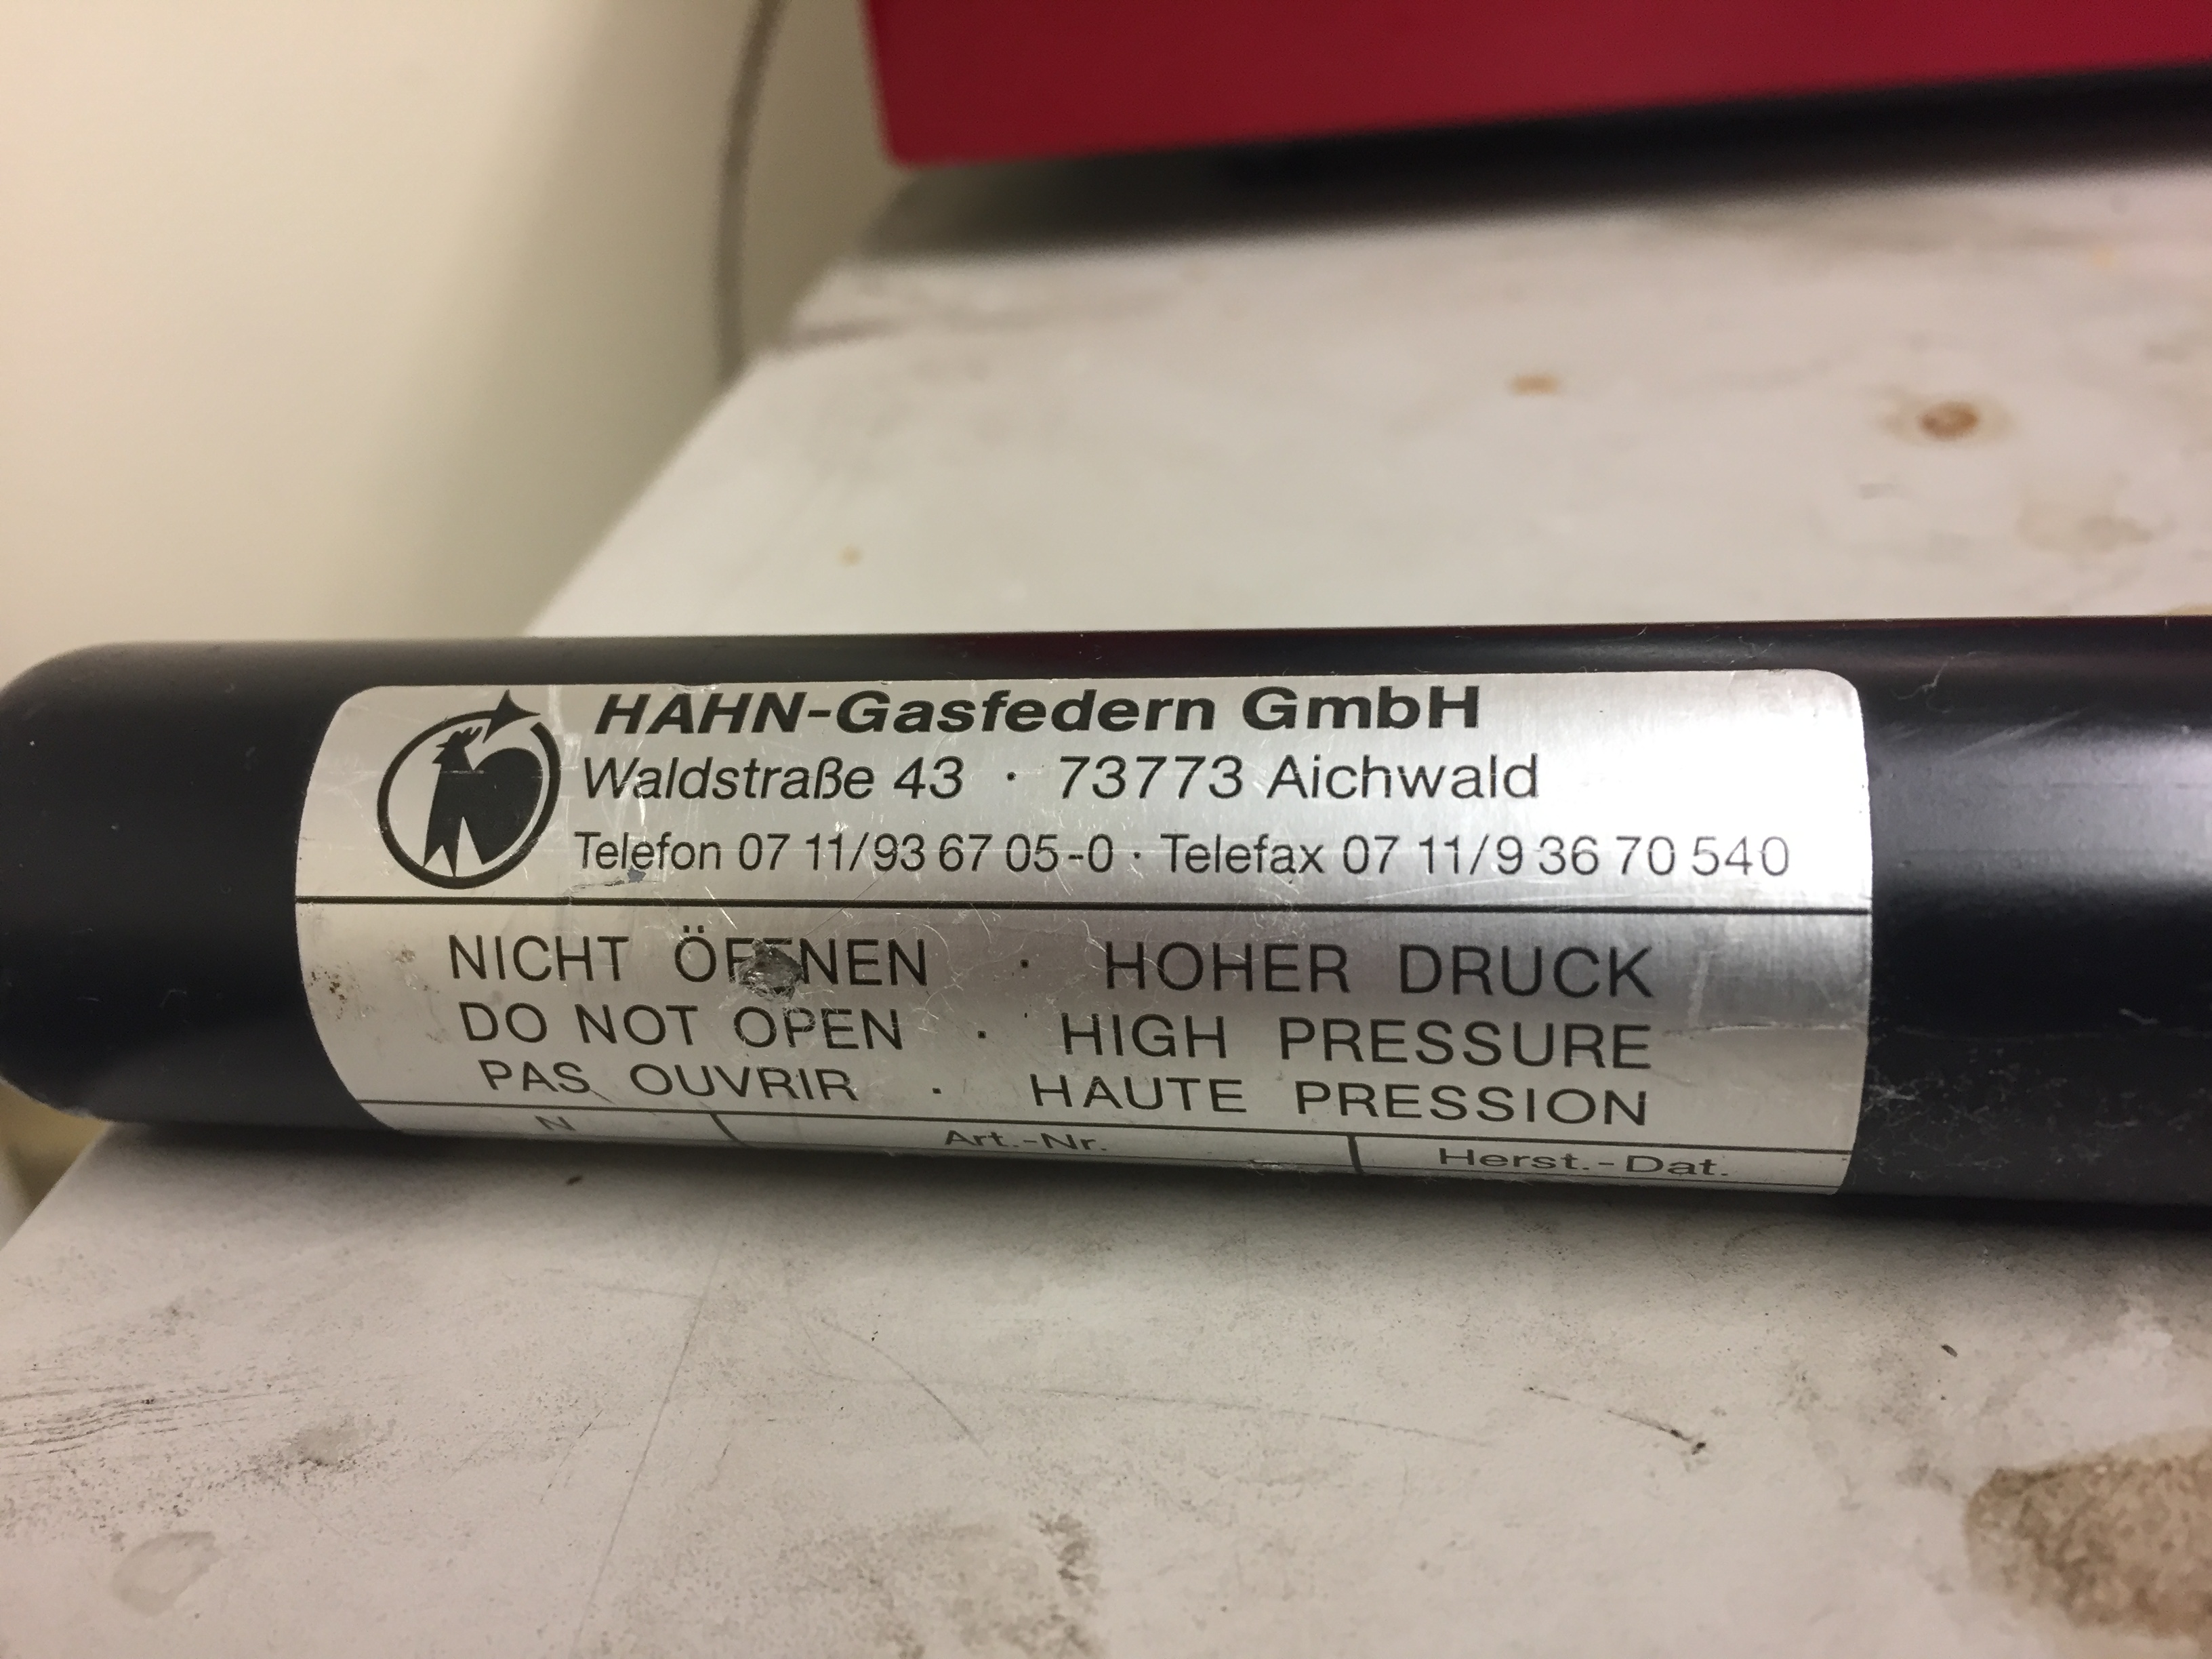 HAHN-Gasfedern GmbH
Waldstraße 43 · 73773 Aichwald
Telefon 07 11/93 67 05-0 · Telefax 07 11/9 36 70 540
NICHT ÖFFNEN · HOHER DRUCK
DO NOT OPEN · HIGH PRESSURE
PAS OUVRIR · HAUTE PRESSION
N Art.-Nr. Herst.-Dat.